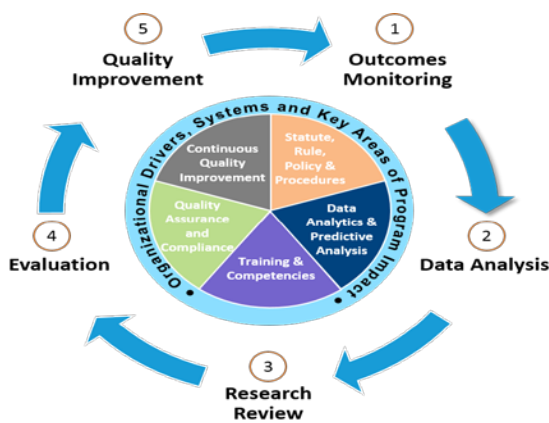 1
Outcomes
Monitoring
2
Data Analysis
3
Research
Review
4
Evaluation
5
Quality
Improvement
• Organizational Drivers, Systems and Key Areas of Program Impact •
Statute,
Rule,
Policy &
Procedures
Data
Analytics &
Predictive
Analysis
Training &
Competencies
Quality
Assurance
and
Compliance
Continuous
Quality
Improvement